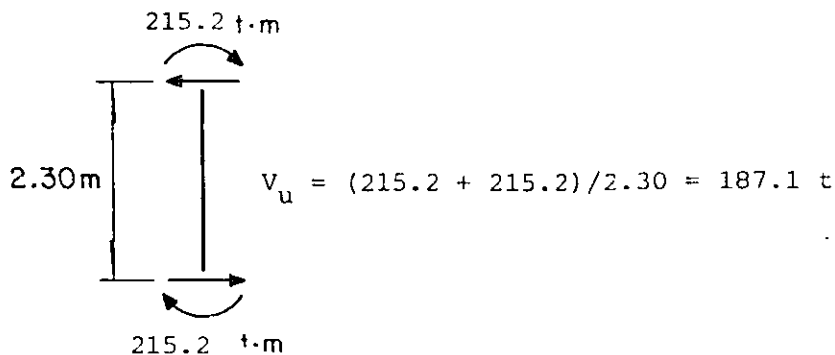 215.2 t·m
2.30m
V_u = (215.2 + 215.2)/2.30 = 187.1 t
215.2 t·m